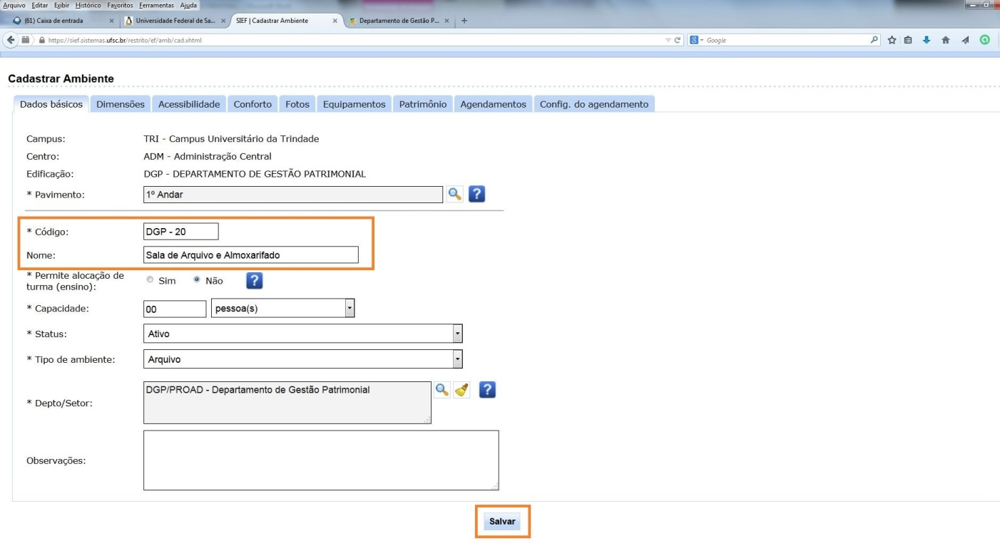 Arquivo Editar Exibir Histórico Favoritos Ferramentas Ajuda
(61) Caixa de entrada × Universidade Federal de Sa... × SIEF | Cadastrar Ambiente × Departamento de Gestão P... × +
https://sief.sistemas.ufsc.br/restrito/ef/amb/cad.xhtml Google
Cadastrar Ambiente
Dados básicos Dimensões Acessibilidade Conforto Fotos Equipamentos Patrimônio Agendamentos Config. do agendamento
Campus: TRI - Campus Universitário da Trindade
Centro: ADM - Administração Central
Edificação: DGP - DEPARTAMENTO DE GESTÃO PATRIMONIAL
* Pavimento: 1º Andar ?
* Código: DGP - 20
Nome: Sala de Arquivo e Almoxarifado
* Permite alocação de
turma (ensino): Sim Não ?
* Capacidade: 00 pessoa(s)
* Status: Ativo
* Tipo de ambiente: Arquivo
DGP/PROAD - Departamento de Gestão Patrimonial ?
* Depto/Setor:
Observações:
Salvar